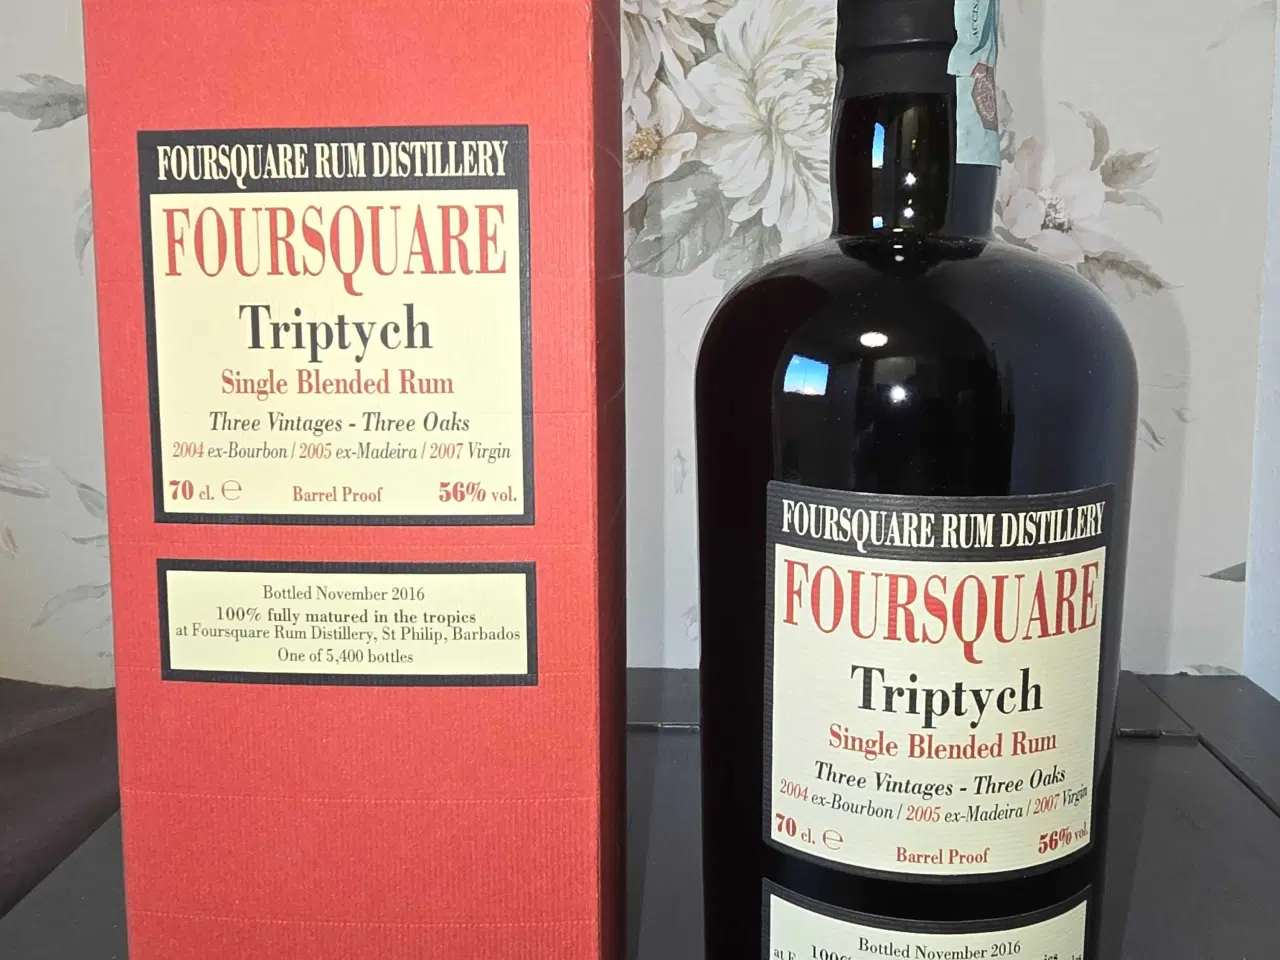 FOURSQUARE RUM DISTILLERY
FOURSQUARE
Triptych
Single Blended Rum
Three Vintages - Three Oaks
2004 ex-Bourbon / 2005 ex-Madeira / 2007 Virgin
70 cl. ℮ Barrel Proof 56% vol.
Bottled November 2016
100% fully matured in the tropics
at Foursquare Rum Distillery, St Philip, Barbados
One of 5,400 bottles
FOURSQUARE RUM DISTILLERY
FOURSQUARE
Triptych
Single Blended Rum
Three Vintages - Three Oaks
2004 ex-Bourbon / 2005 ex-Madeira / 2007 Virgin
70 cl. ℮ Barrel Proof 56% vol.
Bottled November 2016